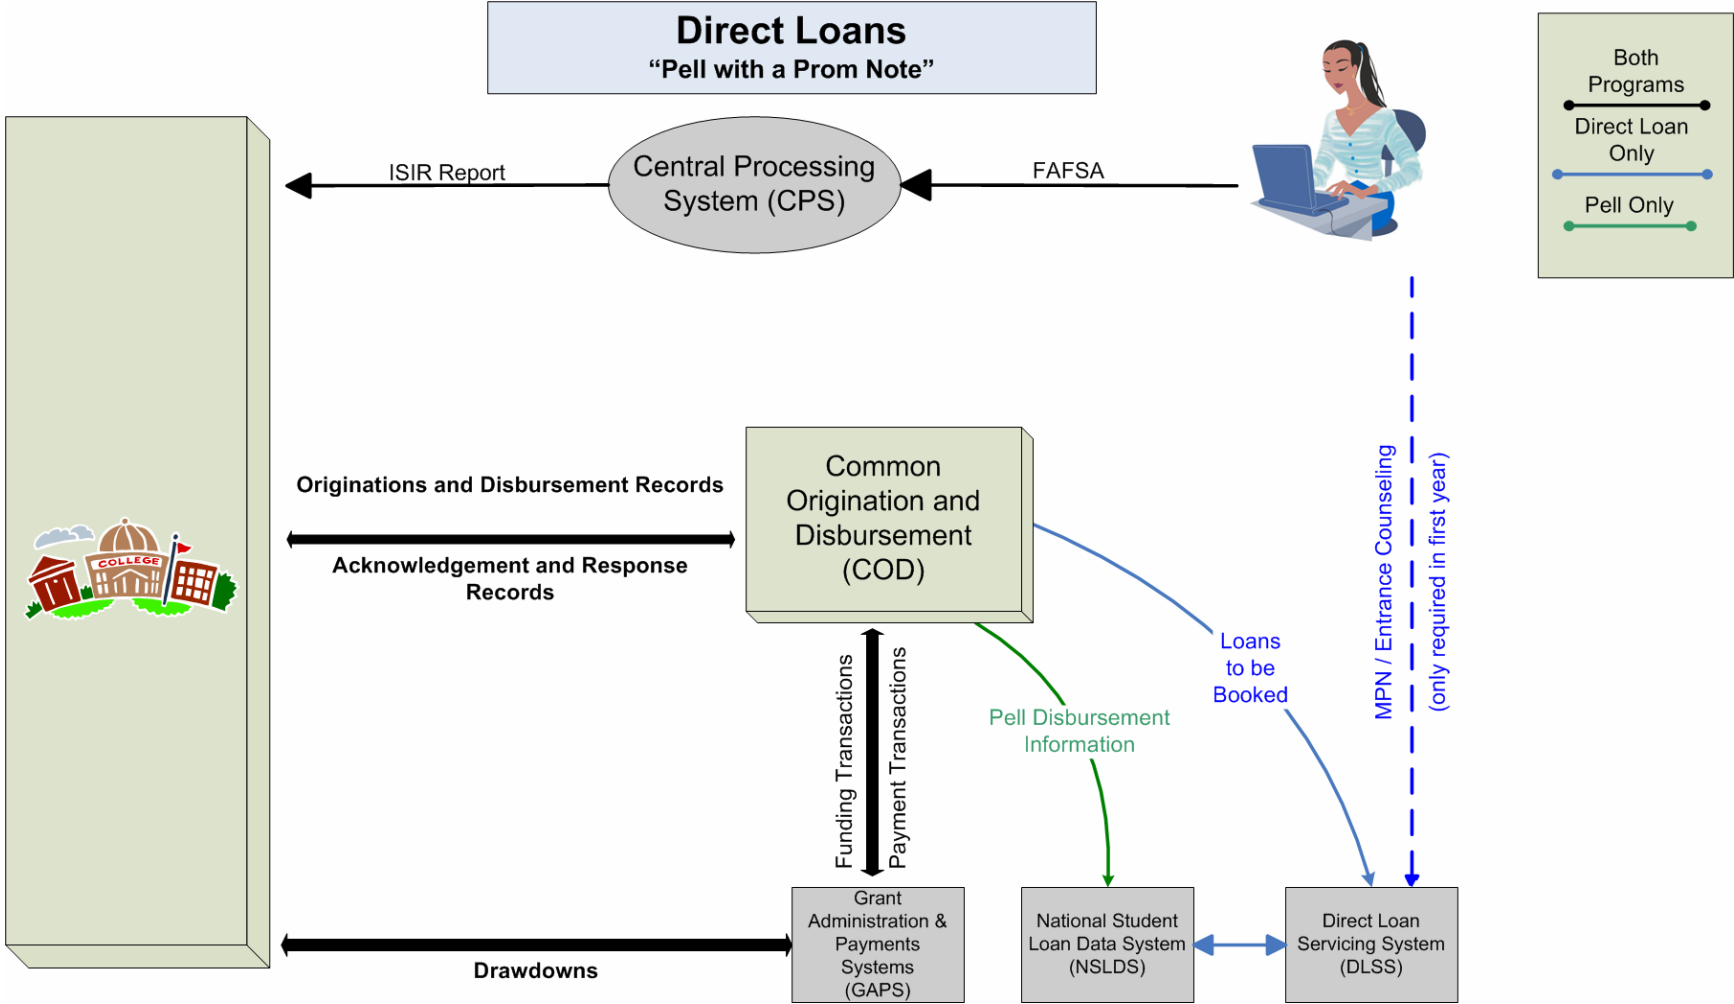 Direct Loans
“Pell with a Prom Note”
Both
Programs
Direct Loan
Only
Pell Only
ISIR Report
Central Processing
System (CPS)
FAFSA
Originations and Disbursement Records
Acknowledgement and Response
Records
COLLEGE
Common
Origination and
Disbursement
(COD)
Loans
to be
Booked
MPN / Entrance Counseling
(only required in first year)
Funding Transactions
Payment Transactions
Pell Disbursement
Information
Drawdowns
Grant
Administration &
Payments
Systems
(GAPS)
National Student
Loan Data System
(NSLDS)
Direct Loan
Servicing System
(DLSS)